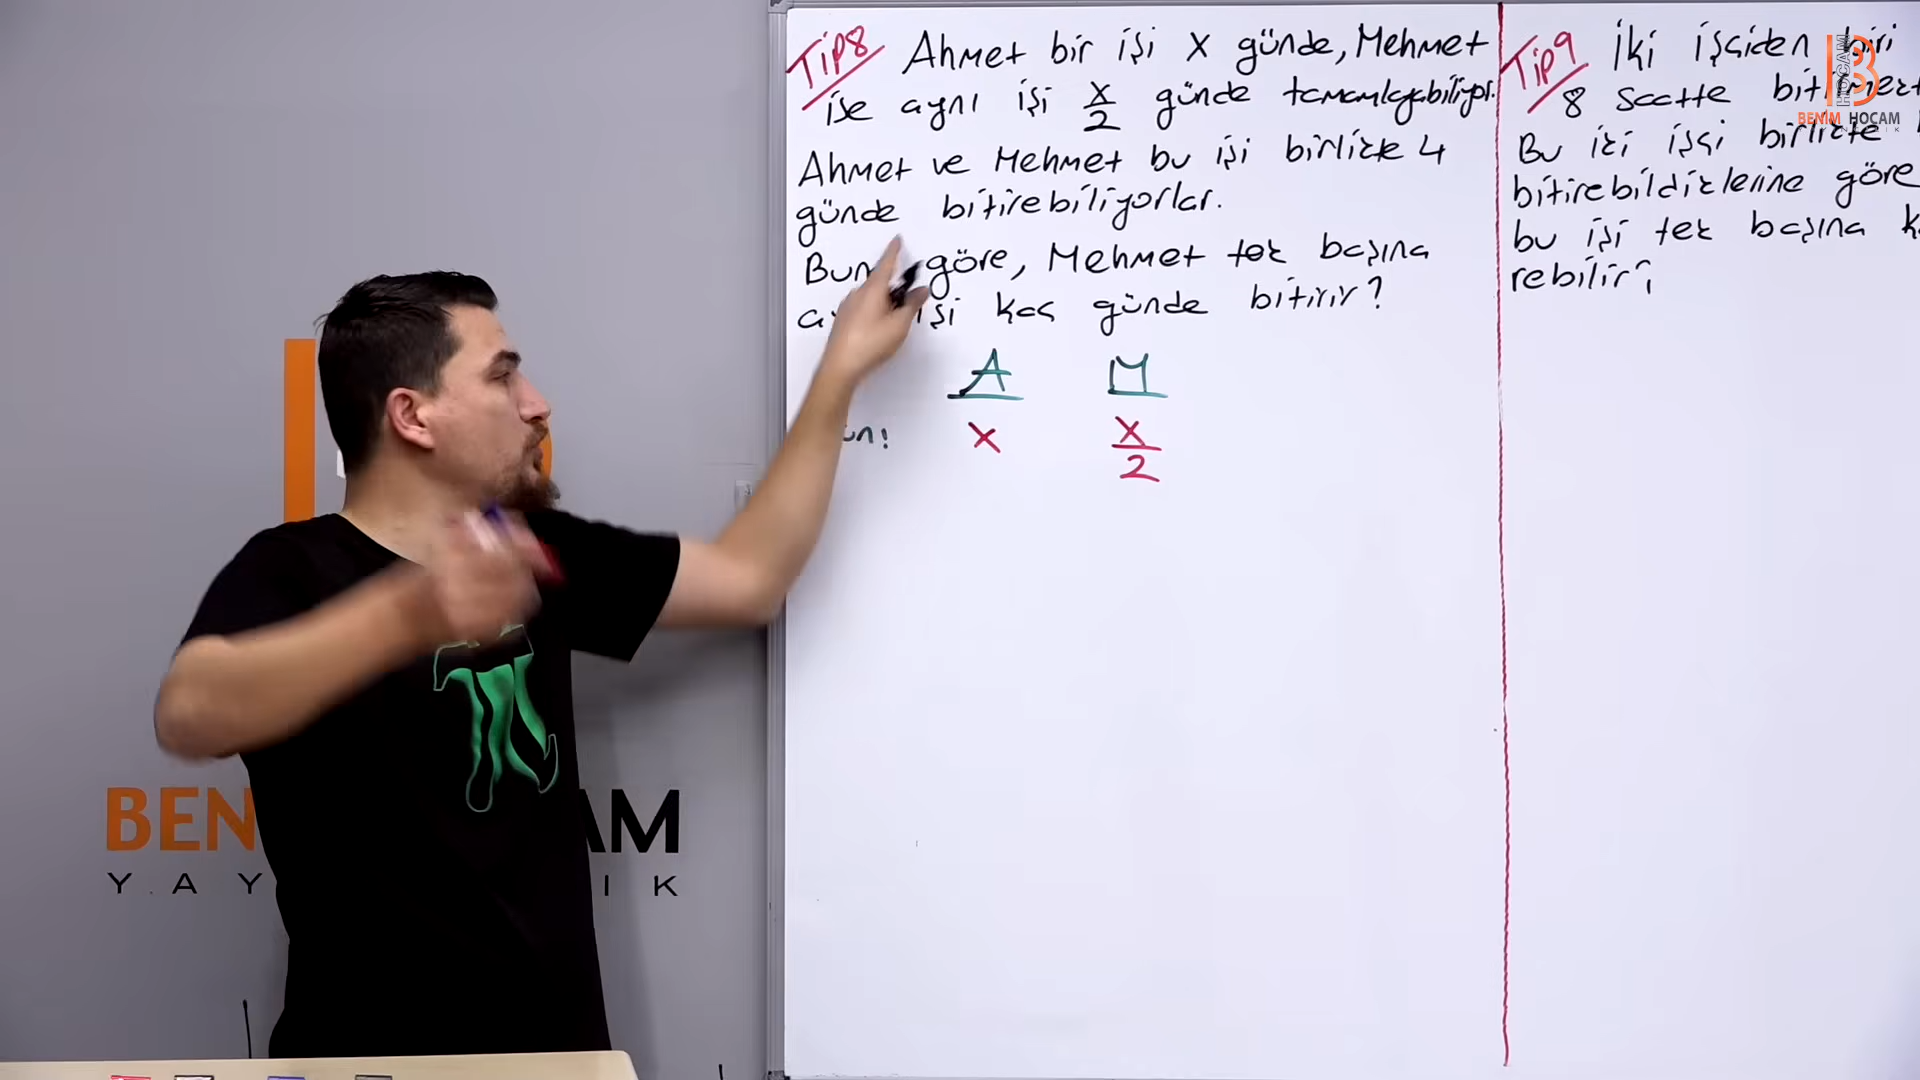 Tip8 Ahmet bir işi x günde, Mehmet
ise aynı işi x/2 günde tamamlayabiliyor.
Ahmet ve Mehmet bu işi birlikte 4
günde bitirebiliyorlar.
göre, Mehmet tek başına
işi kaç günde bitirir?
A M
x x/2
Tip9 İki işçiden biri
8 saatte
Bu iki işçi birlikte
bitirebildiklerine göre
bu işi tek başına
rebilir?
B HOCAM
BENİM HOCAM